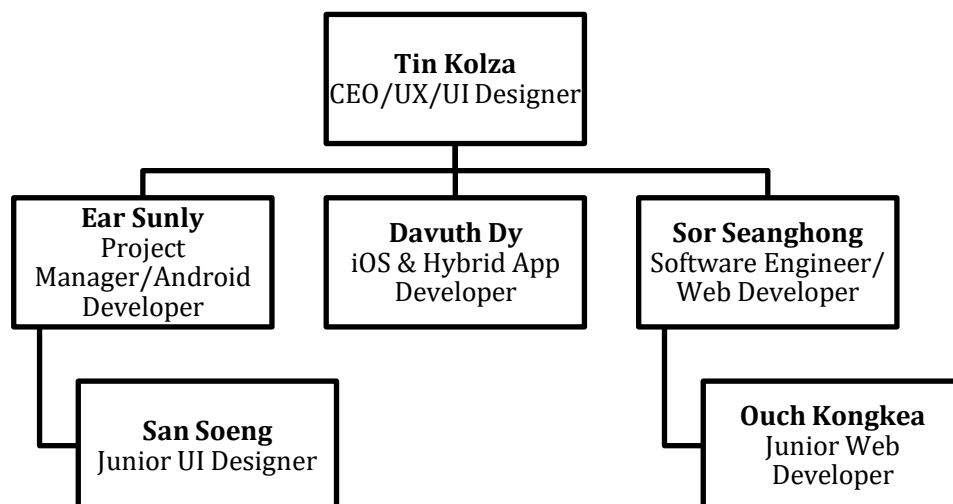 Tin Kolza
CEO/UX/UI Designer
Ear Sunly
Project
Manager/Android
Developer
Davuth Dy
iOS & Hybrid App
Developer
Sor Seanghong
Software Engineer/
Web Developer
San Soeng
Junior UI Designer
Ouch Kongkea
Junior Web
Developer